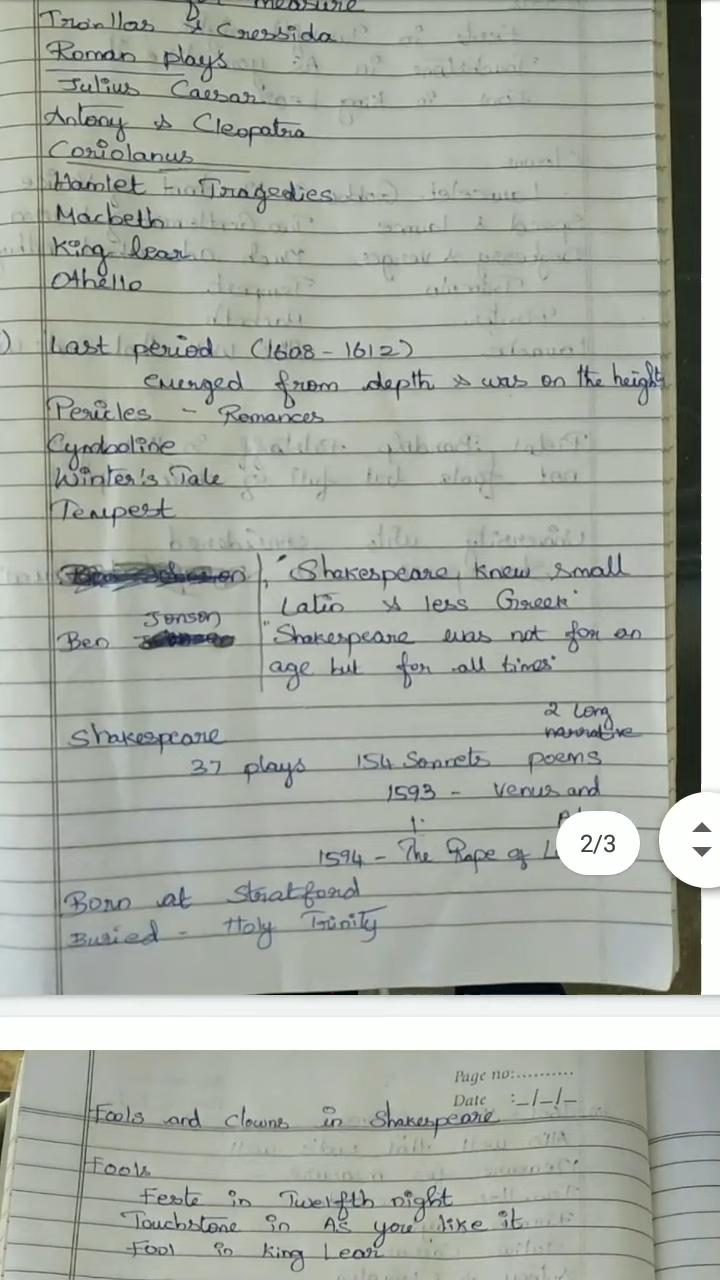 measure
Troillas & Cressida
Roman plays
Julius Caesar
Antony & Cleopatra
Coriolanus
Hamlet - Tragedies
Macbeth
King lear
Othello
Last period (1608 - 1612)
emerged from depth & was on the height
Pericles - Romances
Cymboline
Winter's Tale
Tempest
"Shakespeare, knew small
Latin & less Greek"
Jonson
Ben "Shakespeare was not for an
age but for all times"
2 long
Shakespeare narrative
37 plays 154 Sonnets poems
1593 - Venus and
2/3
1594 - The Rape of
Born at Stratford
Buried - Holy Trinity
Page no:..........
Date :_/_/_
Fools and Clowns in Shakespeare
Fools
Feste in Twelfth night
Touchstone in As you like it
Fool in King Lear